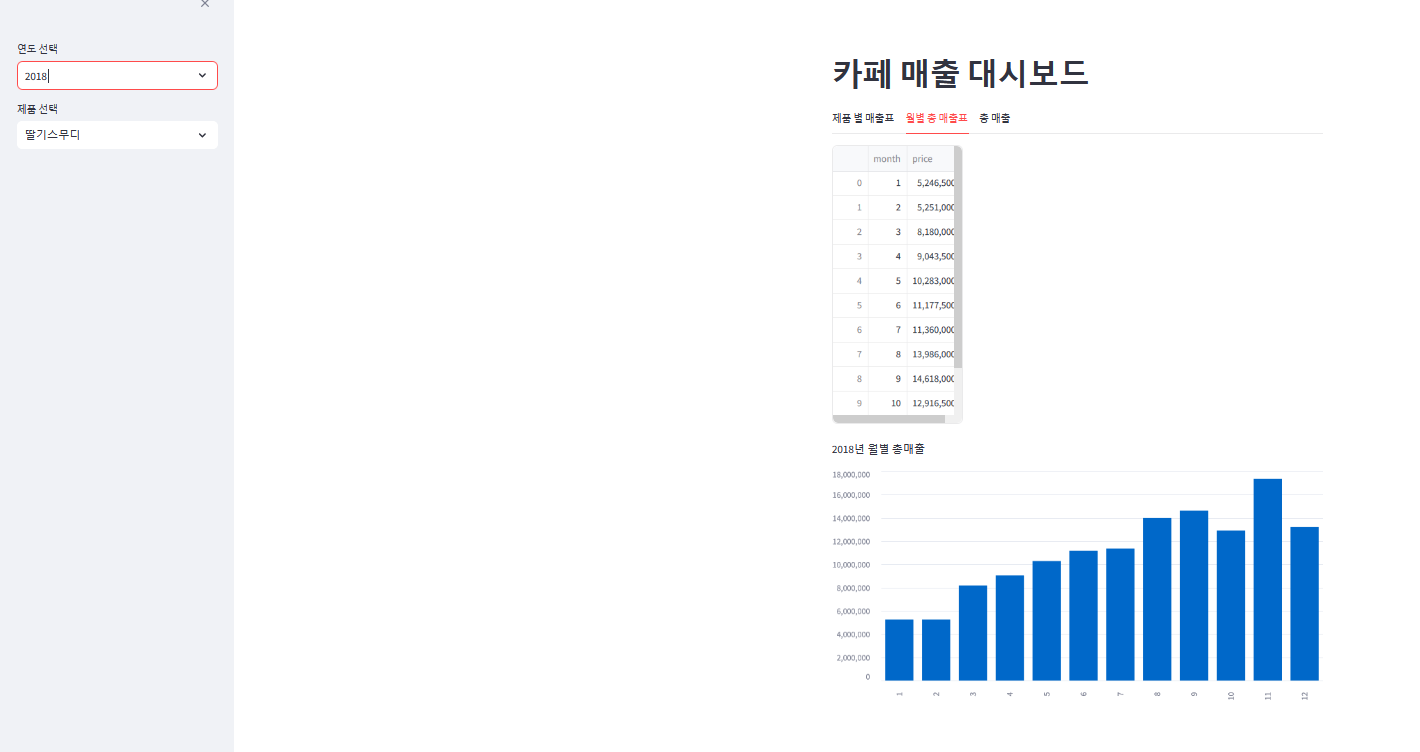 연도 선택
2018
제품 선택
딸기스무디
카페 매출 대시보드
제품 별 매출표 월별 총 매출표 총 매출
month price
0 1 5,246,500
1 2 5,251,000
2 3 8,180,000
3 4 9,043,500
4 5 10,283,000
5 6 11,177,500
6 7 11,360,000
7 8 13,986,000
8 9 14,618,000
9 10 12,916,500
2018년 월별 총매출
18,000,000
16,000,000
14,000,000
12,000,000
10,000,000
8,000,000
6,000,000
4,000,000
2,000,000
0
1 2 3 4 5 6 7 8 9 10 11 12